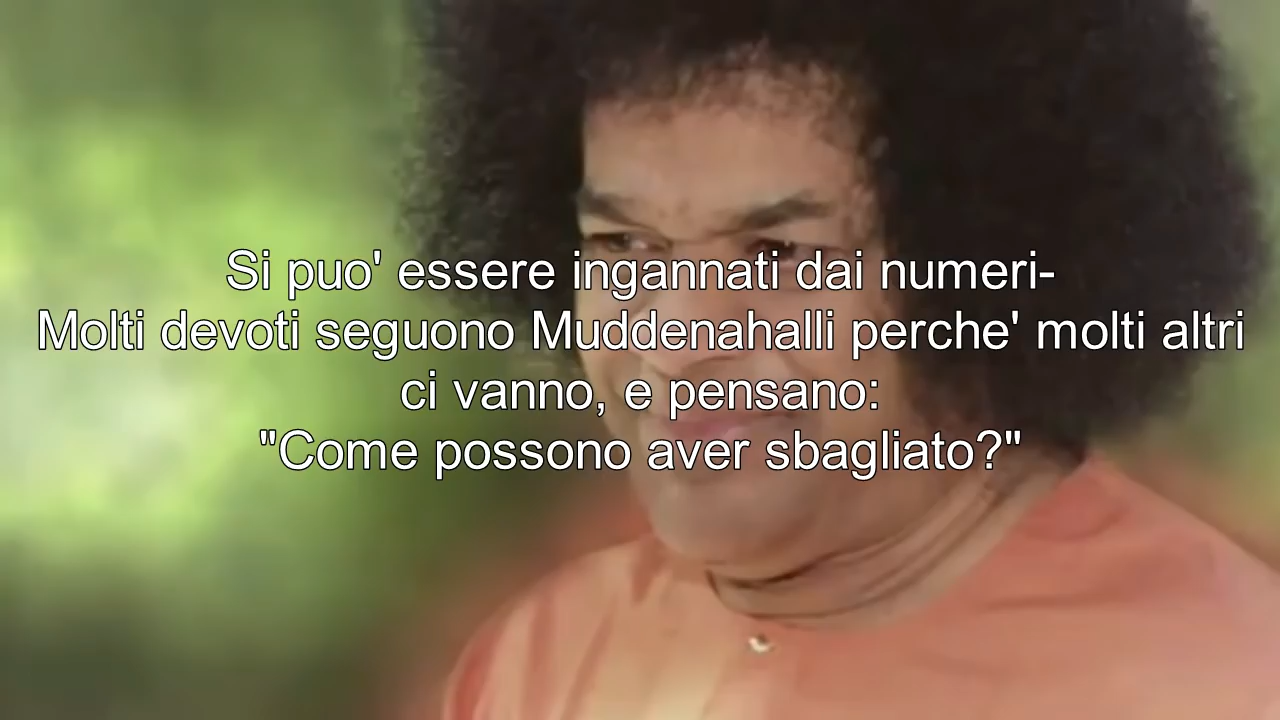 Si puo' essere ingannati dai numeri-
Molti devoti seguono Muddenahalli perche' molti altri
ci vanno, e pensano:
"Come possono aver sbagliato?"